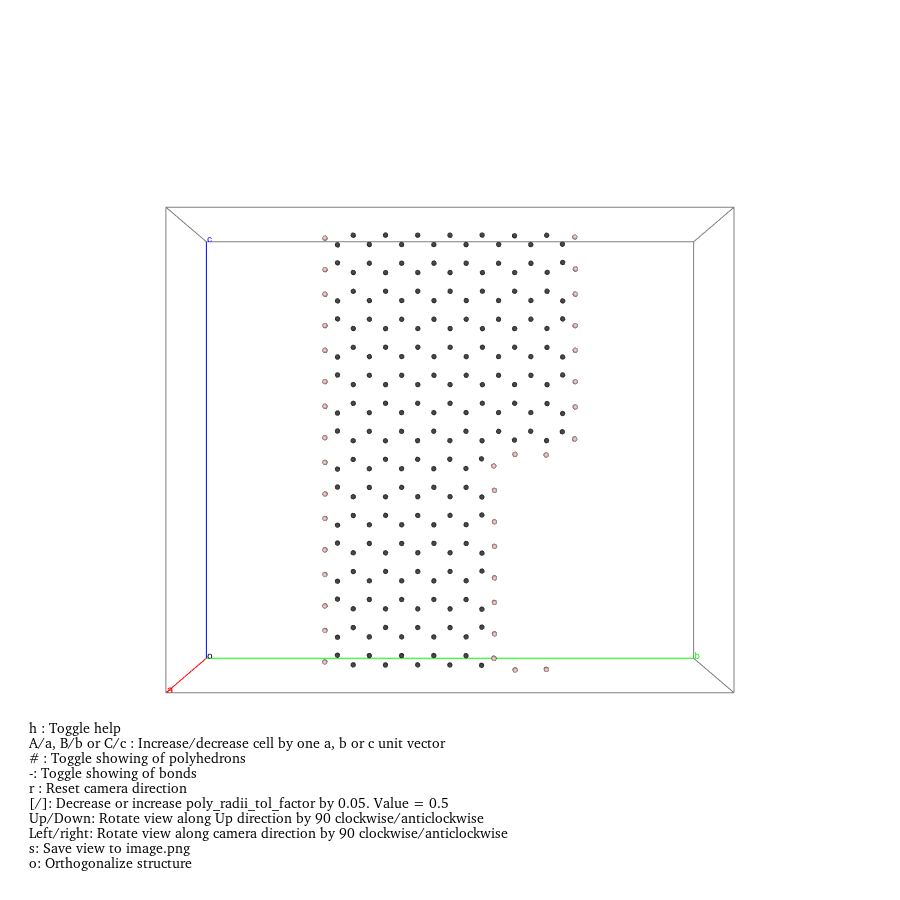 c
o
b
a
h : Toggle help
A/a, B/b or C/c : Increase/decrease cell by one a, b or c unit vector
# : Toggle showing of polyhedrons
-: Toggle showing of bonds
r : Reset camera direction
[/]: Decrease or increase poly_radii_tol_factor by 0.05. Value = 0.5
Up/Down: Rotate view along Up direction by 90 clockwise/anticlockwise
Left/right: Rotate view along camera direction by 90 clockwise/anticlockwise
s: Save view to image.png
o: Orthogonalize structure